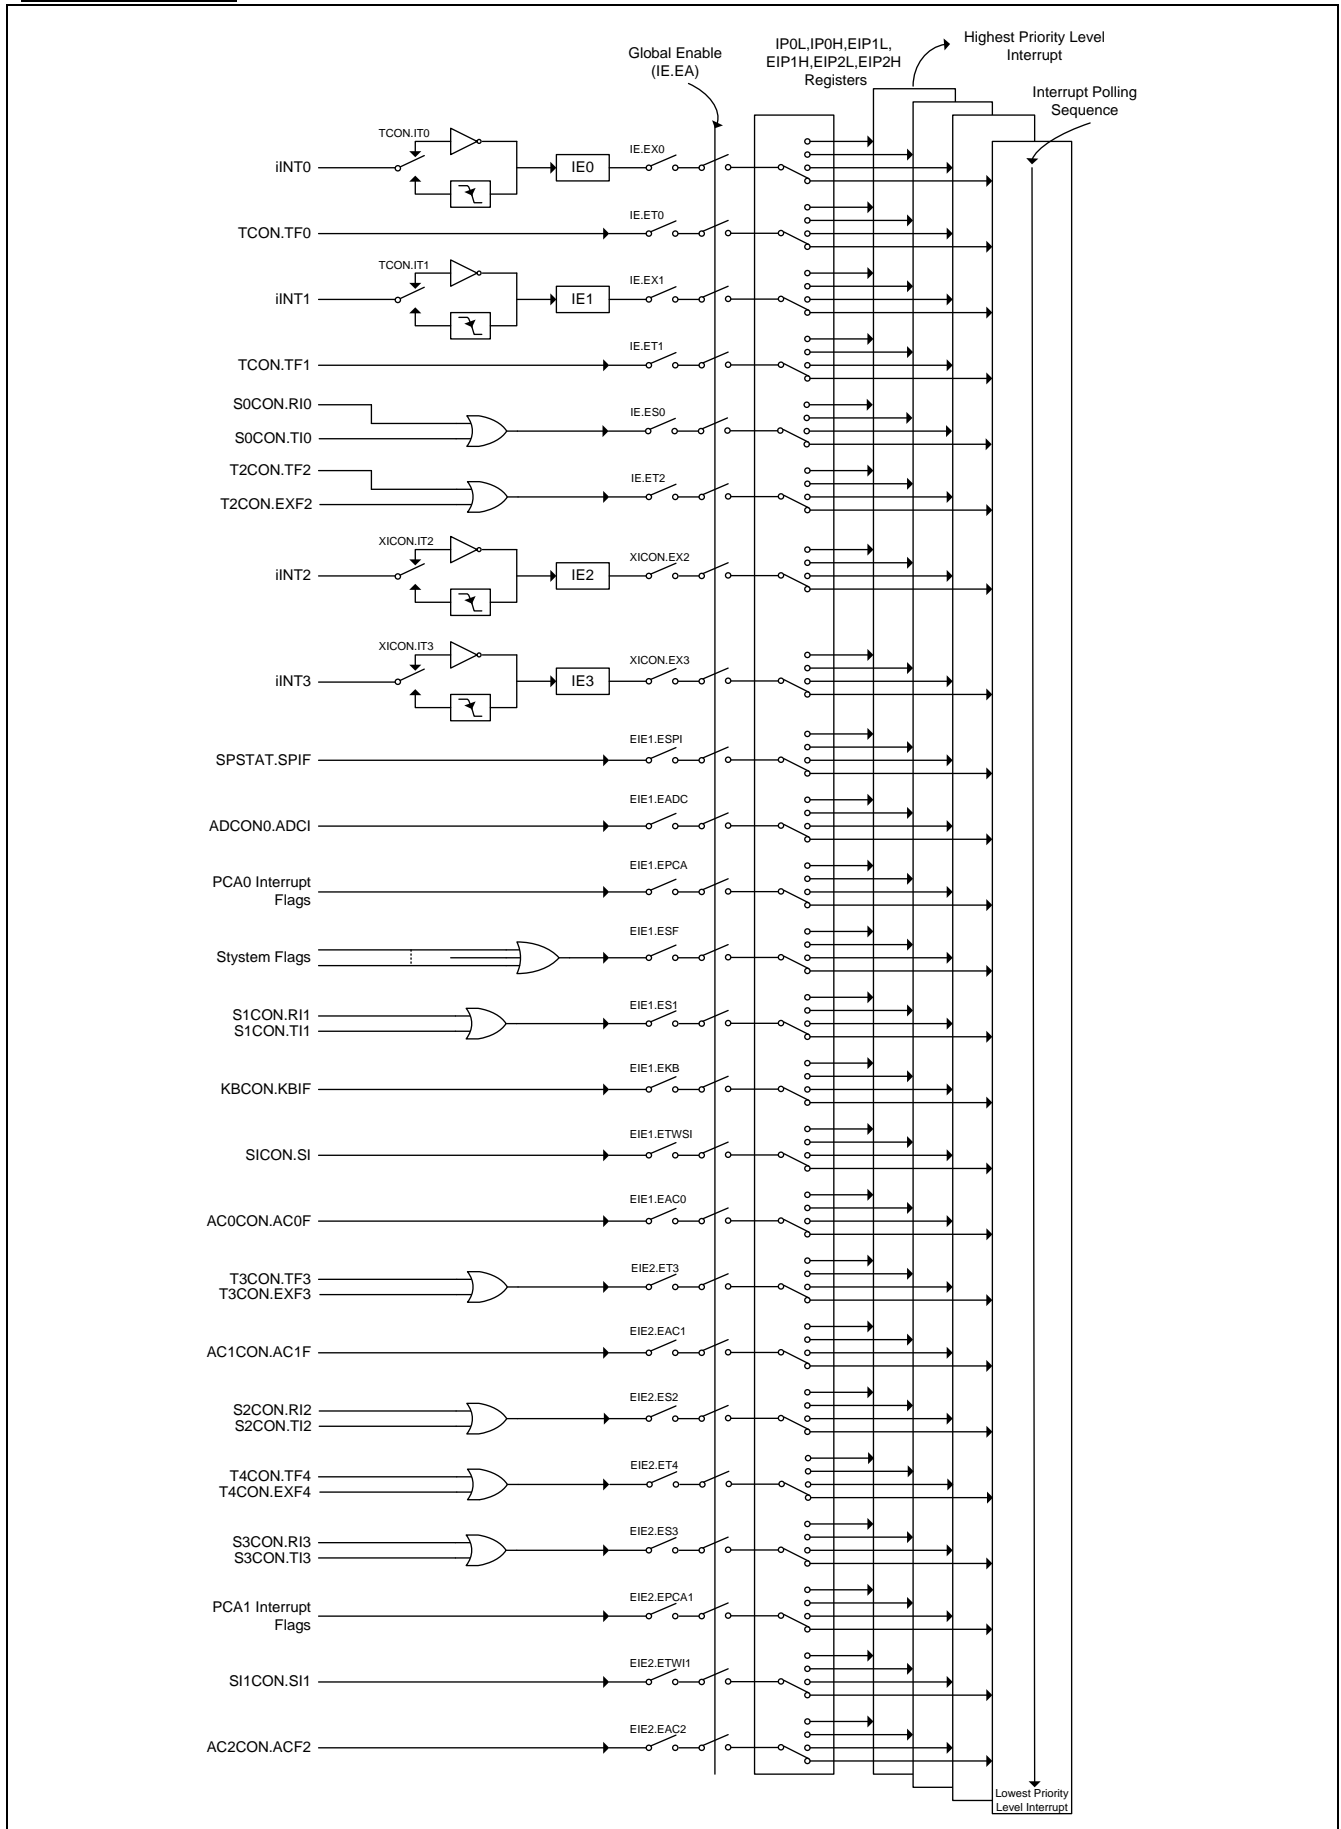 Global Enable
(IE.EA)
IP0L,IP0H,EIP1L,
EIP1H,EIP2L,EIP2H
Registers
Highest Priority Level
Interrupt
Interrupt Polling
Sequence
TCON.IT0
iINT0
IE0
IE.EX0
TCON.TF0
IE.ET0
TCON.IT1
iINT1
IE1
IE.EX1
TCON.TF1
IE.ET1
S0CON.RI0
S0CON.TI0
IE.ES0
T2CON.TF2
T2CON.EXF2
IE.ET2
XICON.IT2
iINT2
IE2
XICON.EX2
XICON.IT3
iINT3
IE3
XICON.EX3
SPSTAT.SPIF
EIE1.ESPI
ADCON0.ADCI
EIE1.EADC
PCA0 Interrupt
Flags
EIE1.EPCA
Stystem Flags
EIE1.ESF
S1CON.RI1
S1CON.TI1
EIE1.ES1
KBCON.KBIF
EIE1.EKB
SICON.SI
EIE1.ETWSI
AC0CON.AC0F
EIE1.EAC0
T3CON.TF3
T3CON.EXF3
EIE2.ET3
AC1CON.AC1F
EIE2.EAC1
S2CON.RI2
S2CON.TI2
EIE2.ES2
T4CON.TF4
T4CON.EXF4
EIE2.ET4
S3CON.RI3
S3CON.TI3
EIE2.ES3
PCA1 Interrupt
Flags
EIE2.EPCA1
SI1CON.SI1
EIE2.ETWI1
AC2CON.ACF2
EIE2.EAC2
Lowest Priority
Level Interrupt